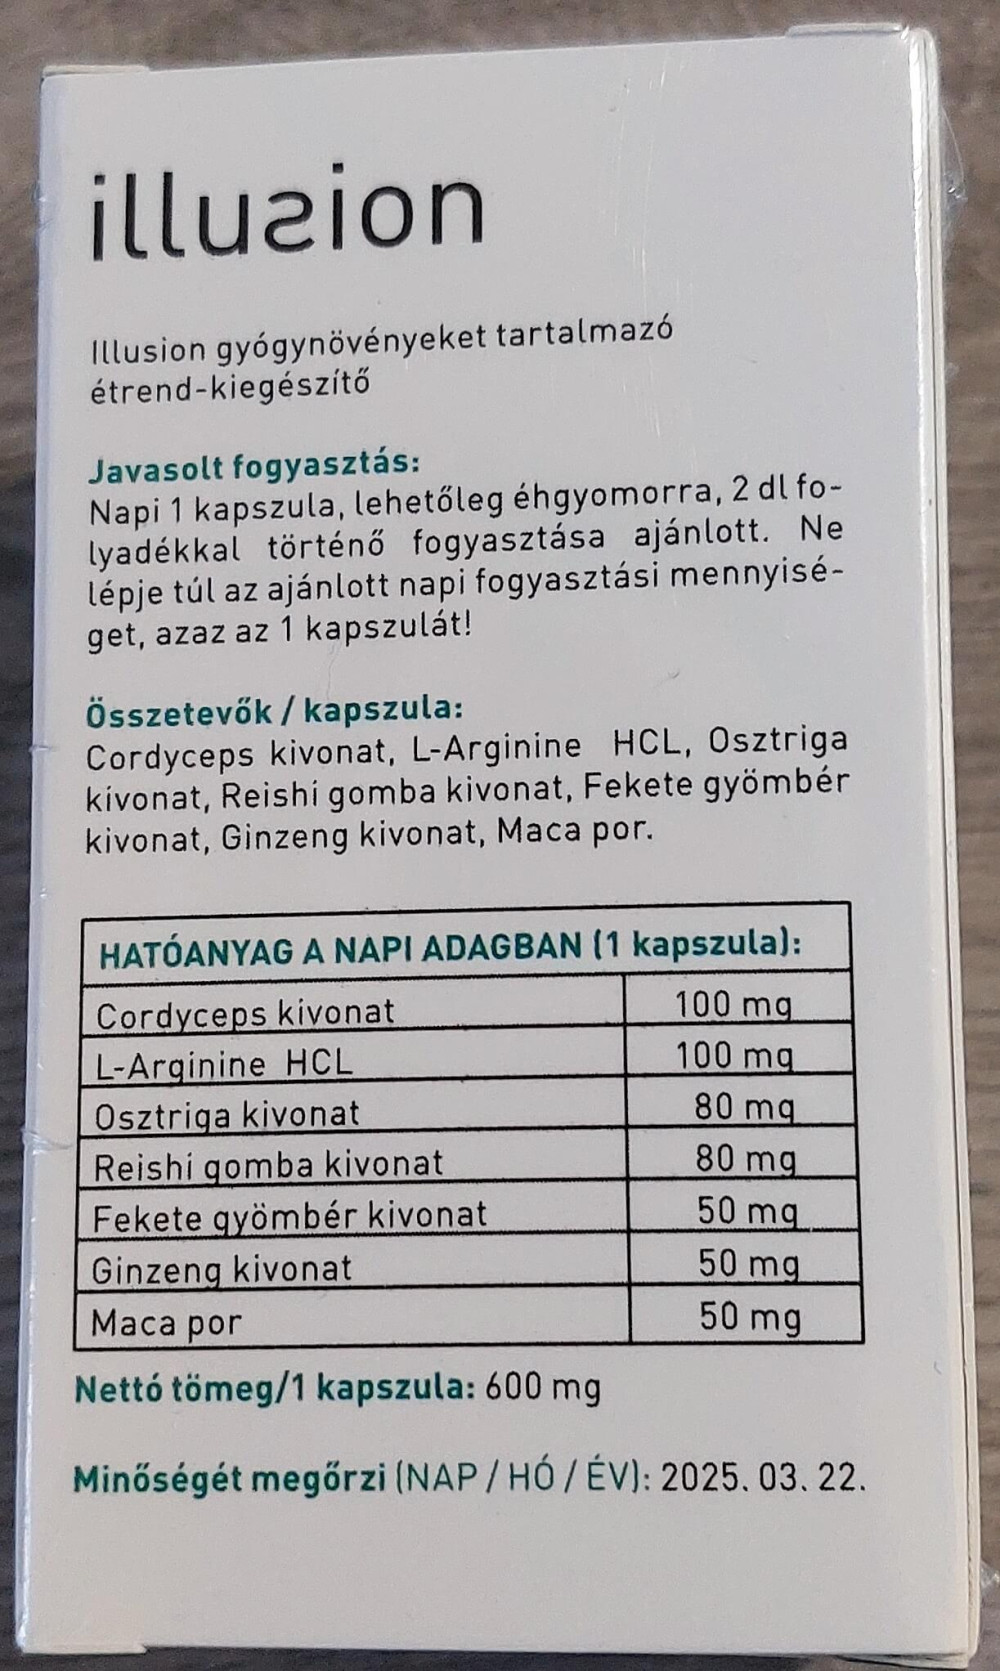 illusion
Illusion gyógynövényeket tartalmazó
étrend-kiegészítő
Javasolt fogyasztás:
Napi 1 kapszula, lehetőleg éhgyomorra, 2 dl fo-
lyadékkal történő fogyasztása ajánlott. Ne
lépje túl az ajánlott napi fogyasztási mennyisé-
get, azaz az 1 kapszulát!
Összetevők / kapszula:
Cordyceps kivonat, L-Arginine HCL, Osztriga
kivonat, Reishi gomba kivonat, Fekete gyömbér
kivonat, Ginzeng kivonat, Maca por.
HATÓANYAG A NAPI ADAGBAN (1 kapszula):
Cordyceps kivonat 100 mg
L-Arginine HCL 100 mg
Osztriga kivonat 80 mg
Reishi gomba kivonat 80 mg
Fekete gyömbér kivonat 50 mg
Ginzeng kivonat 50 mg
Maca por 50 mg
Nettó tömeg/1 kapszula: 600 mg
Minőségét megőrzi (NAP / HÓ / ÉV): 2025. 03. 22.